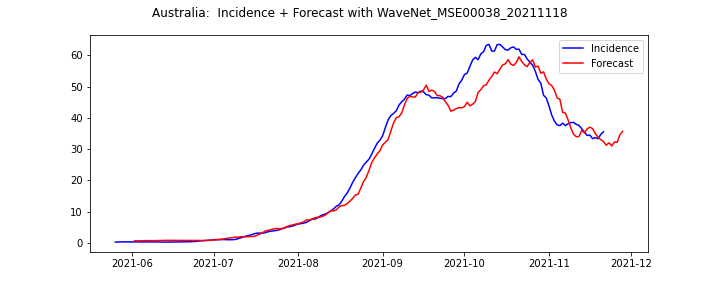 Australia:  Incidence + Forecast with WaveNet_MSE00038_20211118
Incidence
Forecast
60
50
40
30
20
10
0
2021-06 2021-07 2021-08 2021-09 2021-10 2021-11 2021-12